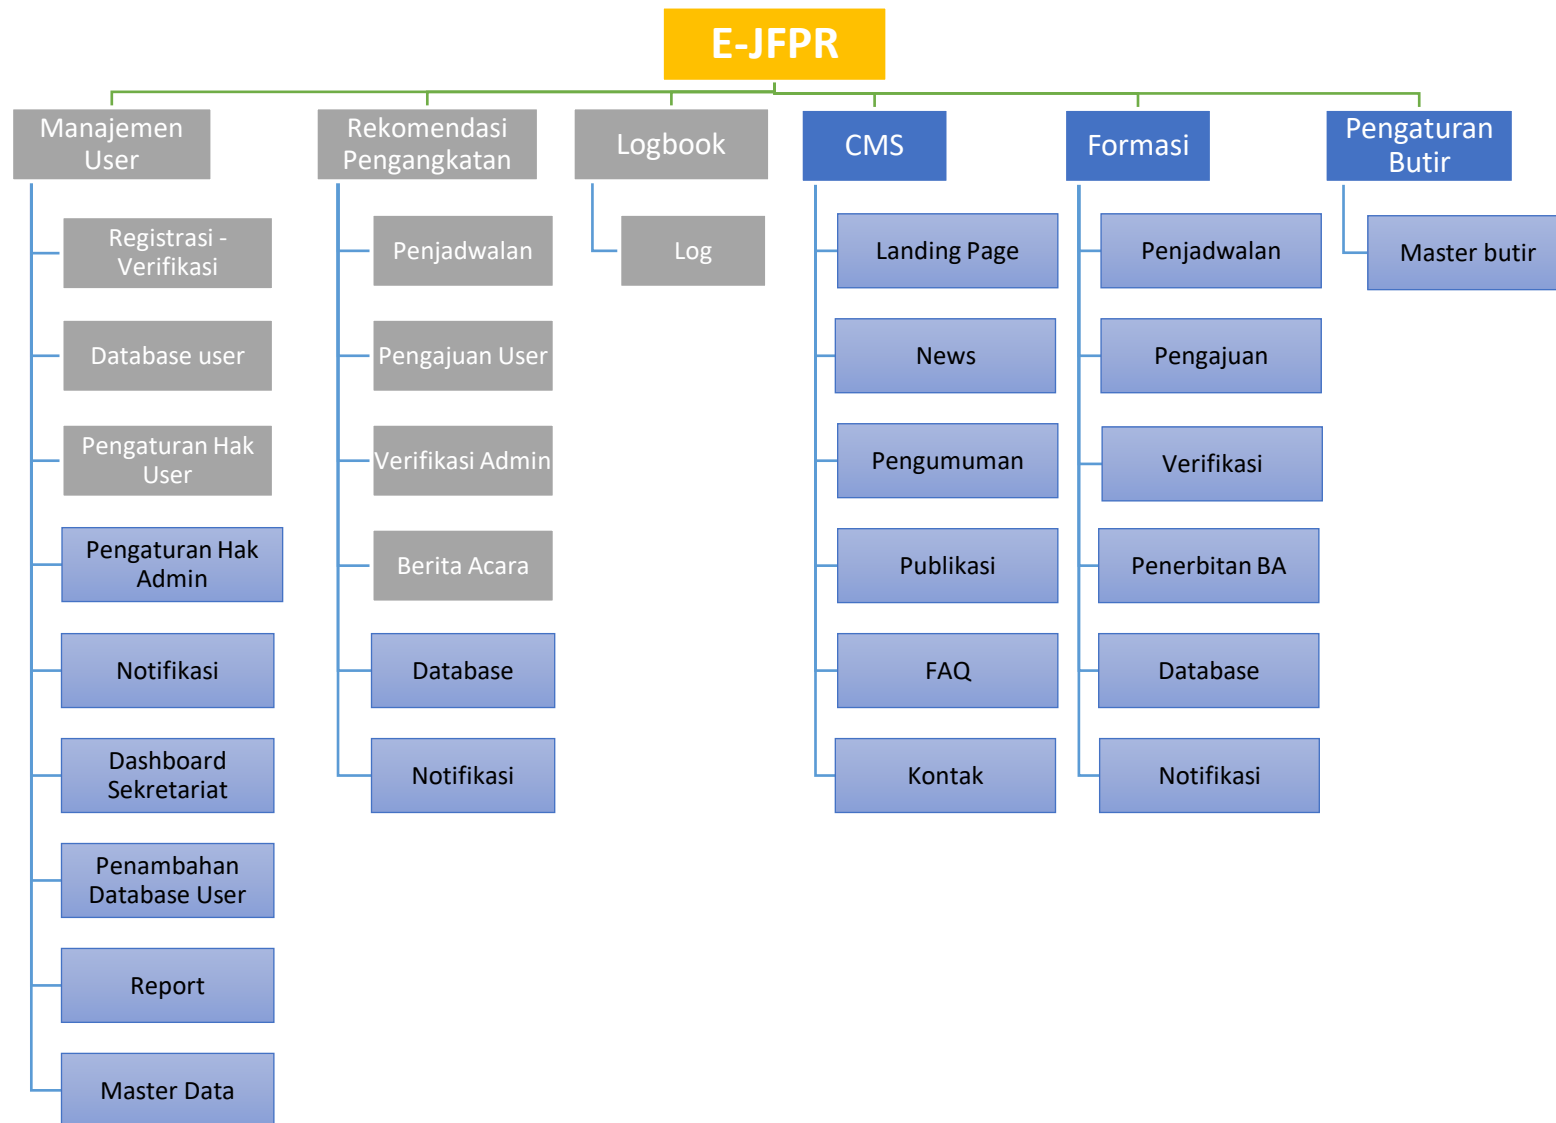 E-JFPR
Manajemen
User
Registrasi -
Verifikasi
Database user
Pengaturan Hak
User
Pengaturan Hak
Admin
Notifikasi
Dashboard
Sekretariat
Penambahan
Database User
Report
Master Data
Rekomendasi
Pengangkatan
Penjadwalan
Pengajuan User
Verifikasi Admin
Berita Acara
Database
Notifikasi
Logbook
Log
CMS
Landing Page
News
Pengumuman
Publikasi
FAQ
Kontak
Formasi
Penjadwalan
Pengajuan
Verifikasi
Penerbitan BA
Database
Notifikasi
Pengaturan
Butir
Master butir